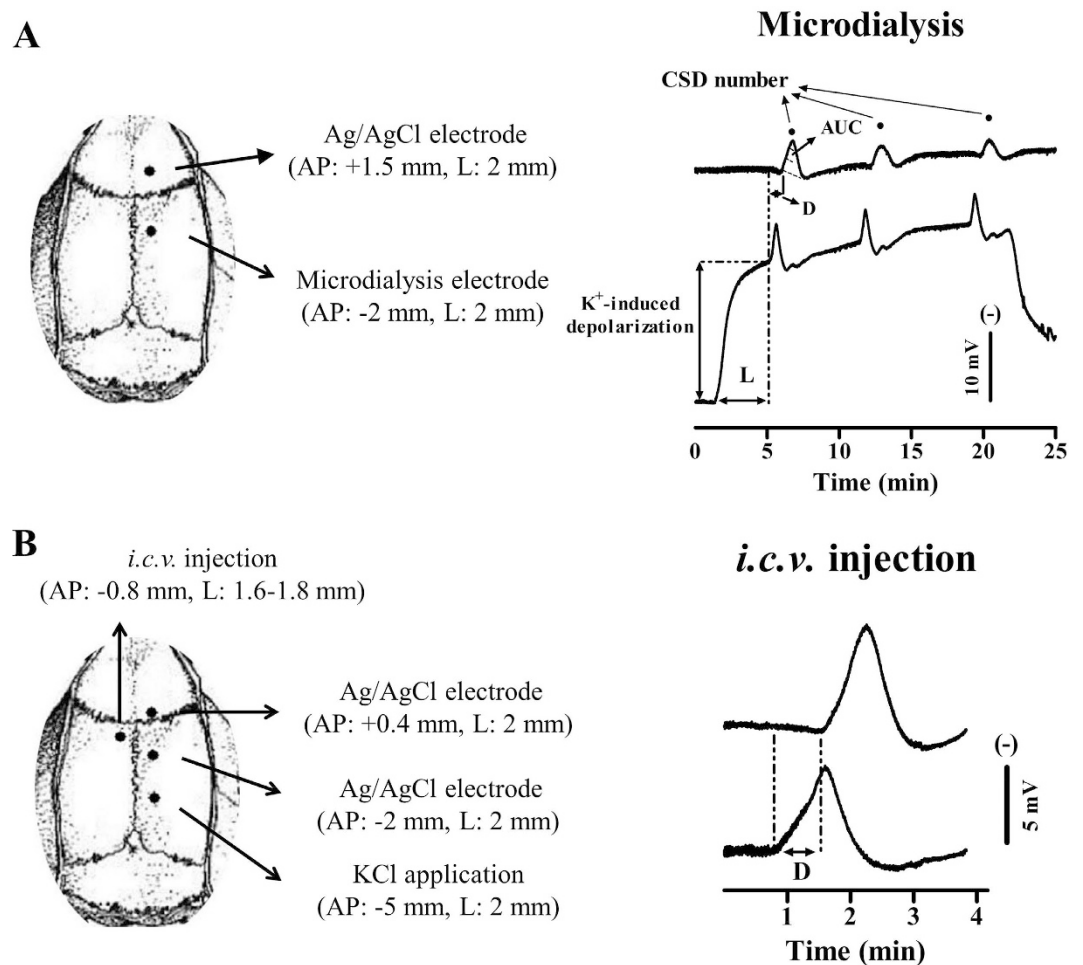 A
Microdialysis
CSD number
AUC
D
Ag/AgCl electrode
(AP: +1.5 mm, L: 2 mm)
Microdialysis electrode
(AP: -2 mm, L: 2 mm)
K+-induced
depolarization
L
(-)
10 mV
0 5 10 15 20 25
Time (min)
B
i.c.v. injection
(AP: -0.8 mm, L: 1.6-1.8 mm)
i.c.v. injection
Ag/AgCl electrode
(AP: +0.4 mm, L: 2 mm)
Ag/AgCl electrode
(AP: -2 mm, L: 2 mm)
KCl application
(AP: -5 mm, L: 2 mm)
(-)
5 mV
D
1 2 3 4
Time (min)